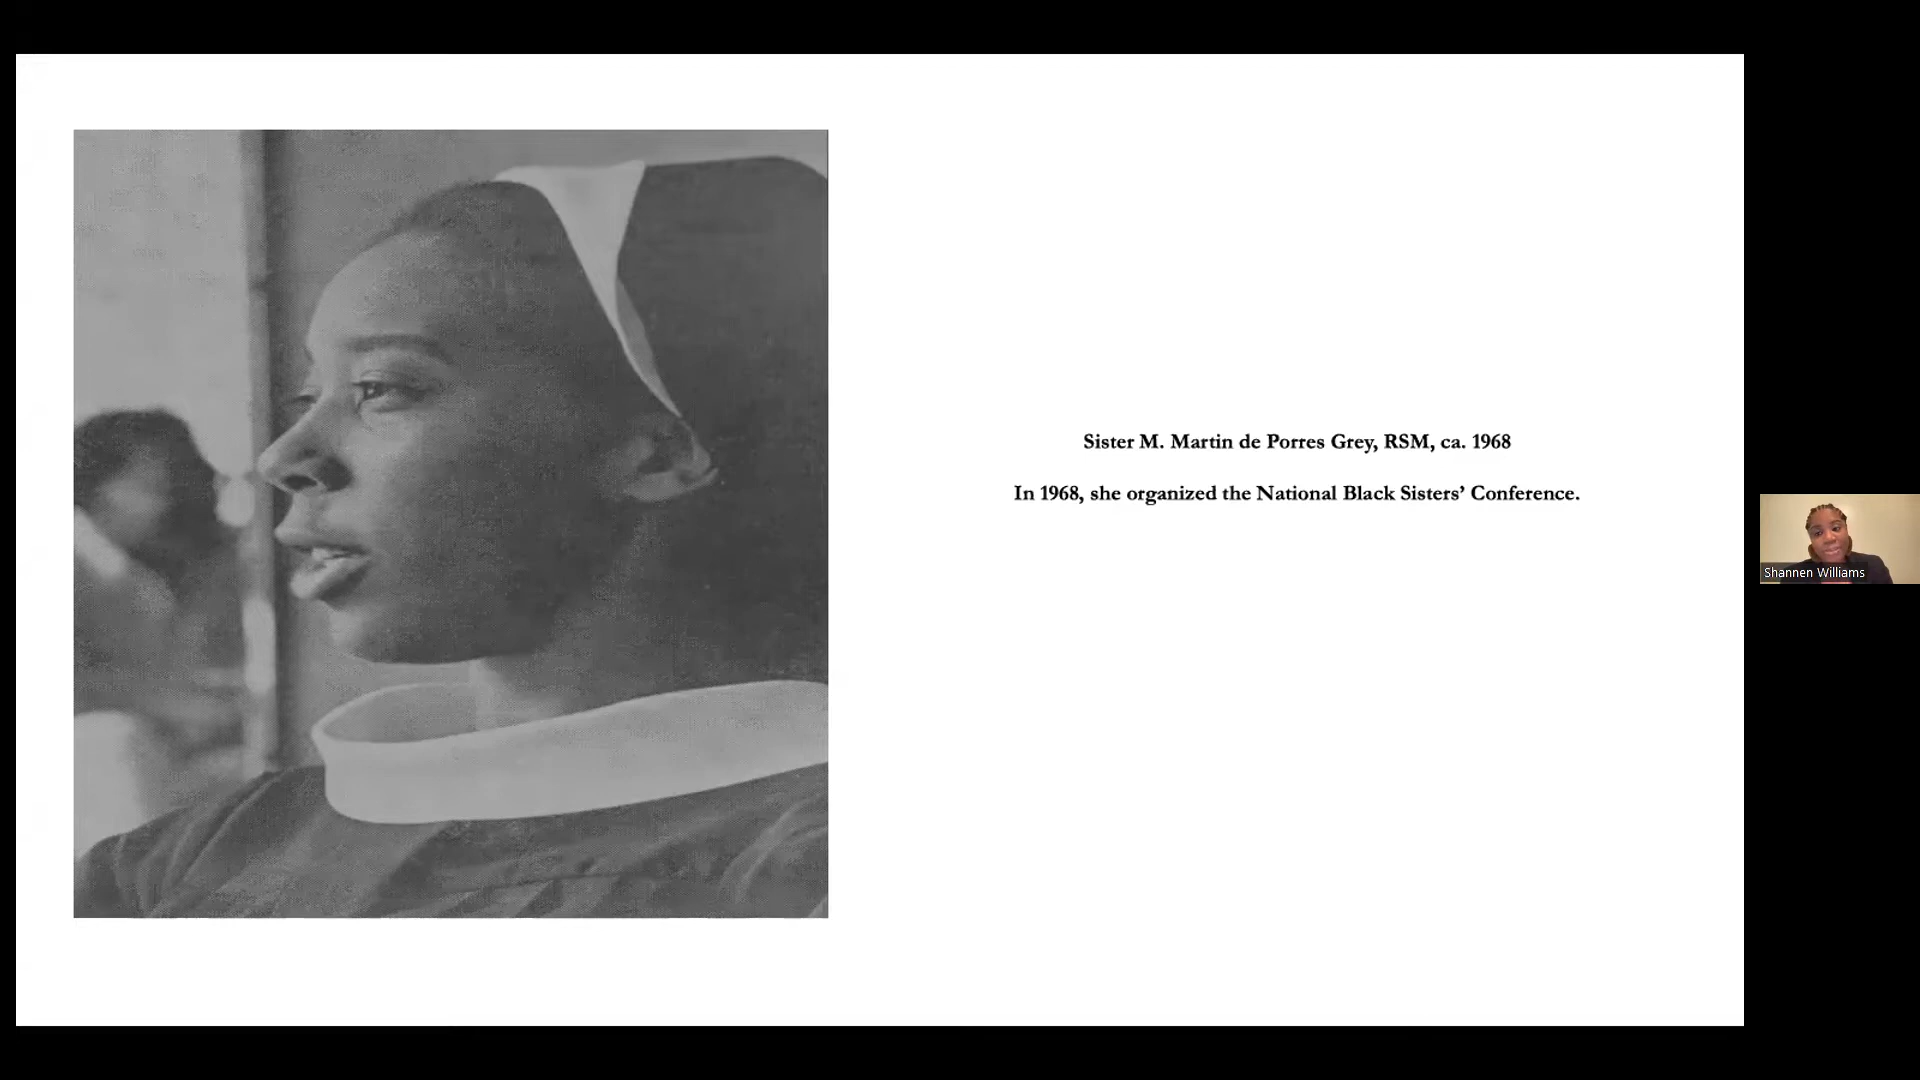 Sister M. Martin de Porres Grey, RSM, ca. 1968
In 1968, she organized the National Black Sisters’ Conference.
Shannen Williams